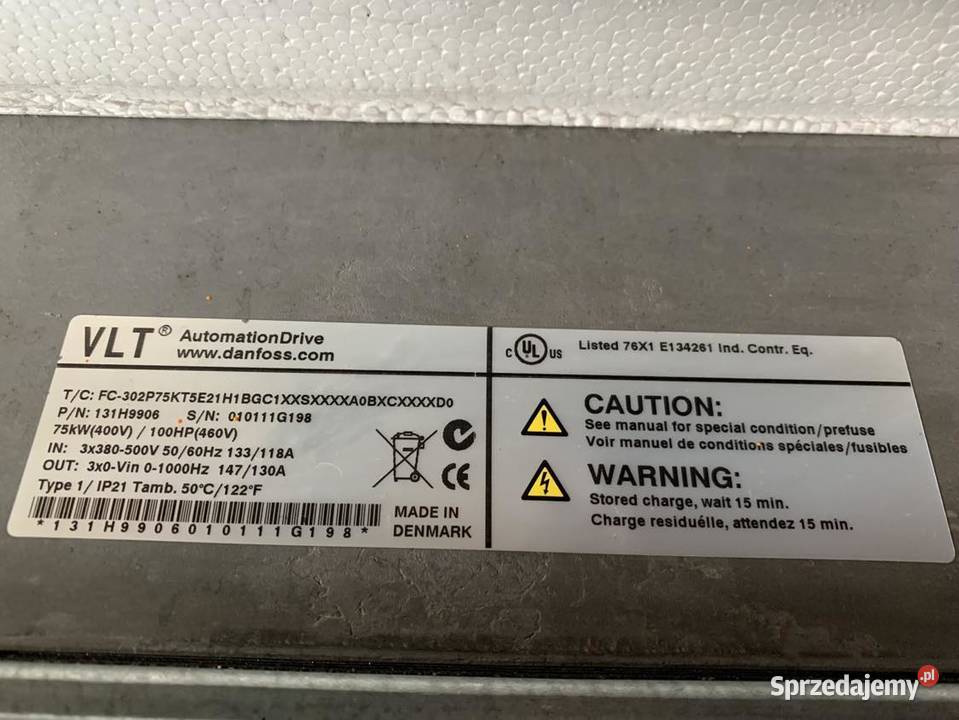 VLT® AutomationDrive
www.danfoss.com
T/C: FC-302P75KT5E21H1BGC1XXSXXXXA0BXCXXXXD0
P/N: 131H9906 S/N: 010111G198
75kW(400V) / 100HP(460V)
IN: 3x380-500V 50/60Hz 133/118A
OUT: 3x0-Vin 0-1000Hz 147/130A
Type 1/ IP21 Tamb. 50°C/122°F
*131H9906010111G198*
MADE IN
DENMARK
CE
C UL US
Listed 76X1 E134261 Ind. Contr. Eq.
CAUTION:
See manual for special condition/prefuse
Voir manuel de conditions spéciales/fusibles
WARNING:
Stored charge, wait 15 min.
Charge residuélle, attendez 15 min.
Sprzedajemy.pl